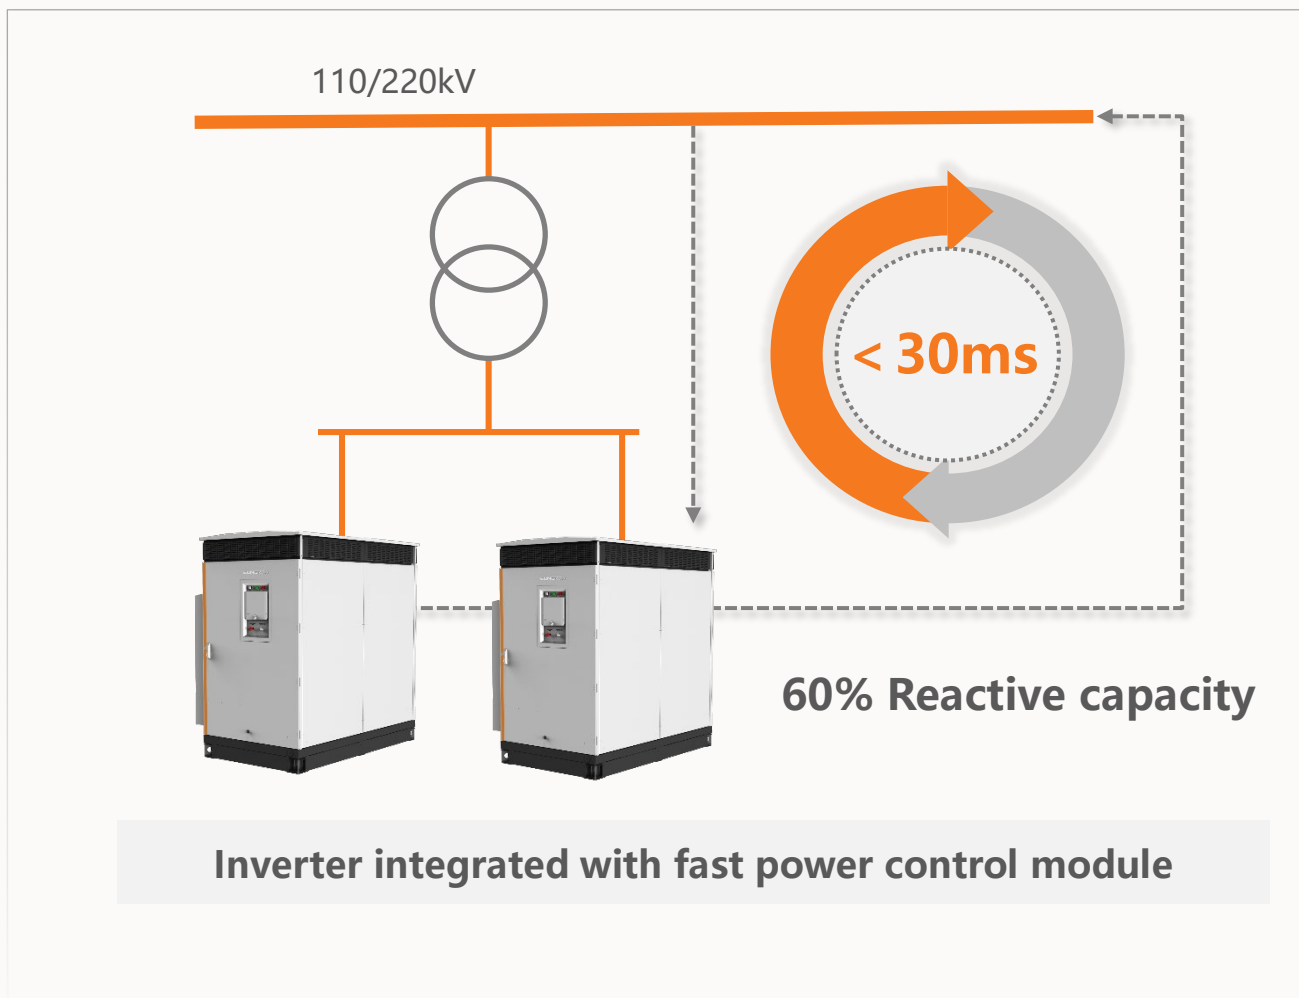 110/220kV
< 30ms
60% Reactive capacity
Inverter integrated with fast power control module